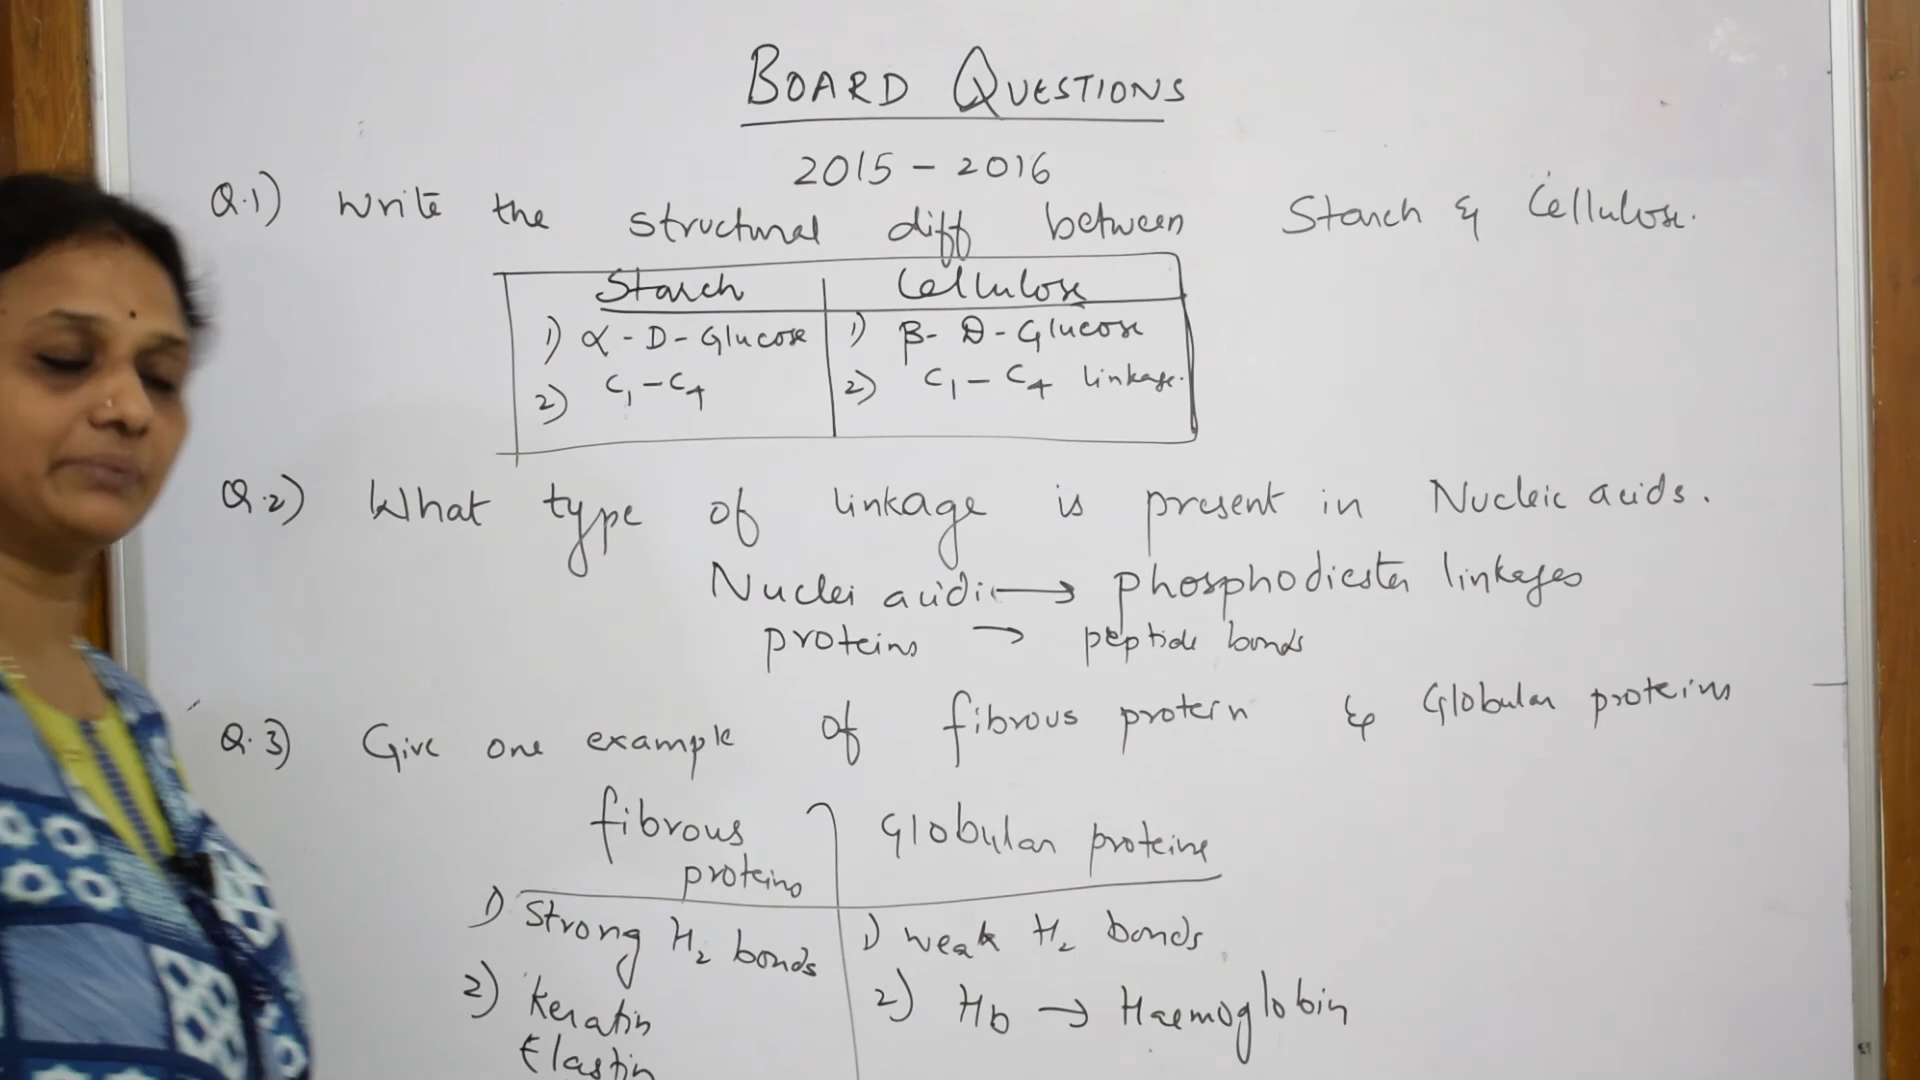 BOARD QUESTIONS
2015 - 2016
Q.1) Write the structural diff between Starch & Cellulose.
Starch Cellulose
1) α - D - Glucose 1) β - D - Glucose
2) C1 - C4 2) C1 - C4 linkage.
Q.2) What type of linkage is present in Nucleic acids.
Nuclei acidic → phosphodiester linkages
proteins → peptide bonds
Q.3) Give one example of fibrous protein & Globular proteins
fibrous Globular proteins
proteins
1) Strong H2 bonds 1) weak H2 bonds
2) Keratin 2) Hb → Haemoglobin
Elastin